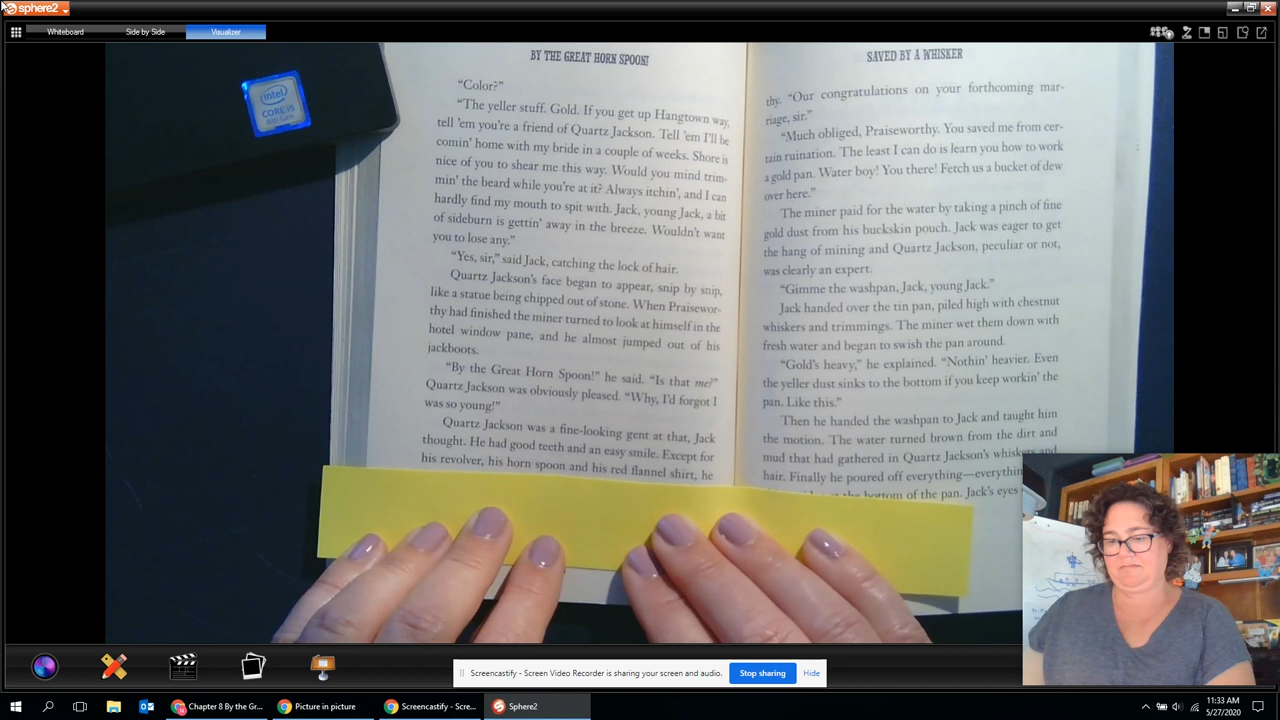 sphere2
Whiteboard
Side by Side
Visualizer
intel
CORE i5
8th Gen
BY THE GREAT HORN SPOON!
"Color?"
"The yeller stuff. Gold. If you get up Hangtown way,
tell 'em you're a friend of Quartz Jackson. Tell 'em I'll be
comin' home with my bride in a couple of weeks. Shore is
nice of you to shear me this way. Would you mind trim-
min' the beard while you're at it? Always itchin', and I can
hardly find my mouth to spit with. Jack, young Jack, a bit
of sideburn is gettin' away in the breeze. Wouldn't want
you to lose any."
"Yes, sir," said Jack, catching the lock of hair.
Quartz Jackson's face began to appear, snip by snip,
like a statue being chipped out of stone. When Praisewor-
thy had finished the miner turned to look at himself in the
hotel window pane, and he almost jumped out of his
jackboots.
"By the Great Horn Spoon!" he said. "Is that me?"
Quartz Jackson was obviously pleased. "Why, I'd forgot I
was so young!"
Quartz Jackson was a fine-looking gent at that, Jack
thought. He had good teeth and an easy smile. Except for
his revolver, his horn spoon and his red flannel shirt, he
SAVED BY A WHISKER
thy. "Our congratulations on your forthcoming mar-
riage, sir."
"Much obliged, Praiseworthy. You saved me from cer-
tain ruination. The least I can do is learn you how to work
a gold pan. Water boy! You there! Fetch us a bucket of dew
over here."
The miner paid for the water by taking a pinch of fine
gold dust from his buckskin pouch. Jack was eager to get
the hang of mining and Quartz Jackson, peculiar or not,
was clearly an expert.
"Gimme the washpan, Jack, young Jack."
Jack handed over the tin pan, piled high with chestnut
whiskers and trimmings. The miner wet them down with
fresh water and began to swish the pan around.
"Gold's heavy," he explained. "Nothin' heavier. Even
the yeller dust sinks to the bottom if you keep workin' the
pan. Like this."
Then he handed the washpan to Jack and taught him
the motion. The water turned brown from the dirt and
mud that had gathered in Quartz Jackson's whiskers and
hair. Finally he poured off everything—everything
at the bottom of the pan. Jack's eyes
Screencastify - Screen Video Recorder is sharing your screen and audio.
Stop sharing
Hide
Chapter 8 By the Gr...
Picture in picture
Screencastify - Scre...
Sphere2
11:33 AM
5/27/2020